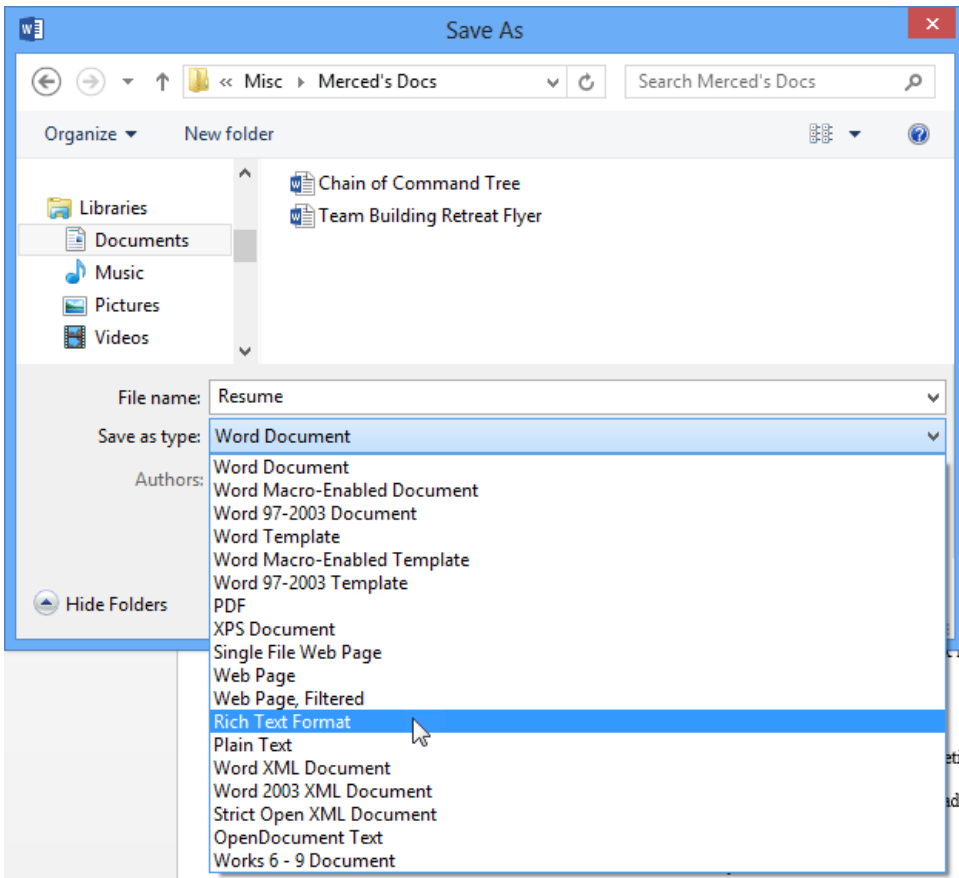 Save As
« Misc Merced's Docs
Search Merced's Docs
Organize
New folder
Libraries
Documents
Music
Pictures
Videos
Chain of Command Tree
Team Building Retreat Flyer
File name: Resume
Save as type: Word Document
Authors:
Word Document
Word Macro-Enabled Document
Word 97-2003 Document
Word Template
Word Macro-Enabled Template
Word 97-2003 Template
PDF
XPS Document
Single File Web Page
Web Page
Web Page, Filtered
Rich Text Format
Plain Text
Word XML Document
Word 2003 XML Document
Strict Open XML Document
OpenDocument Text
Works 6 - 9 Document
Hide Folders